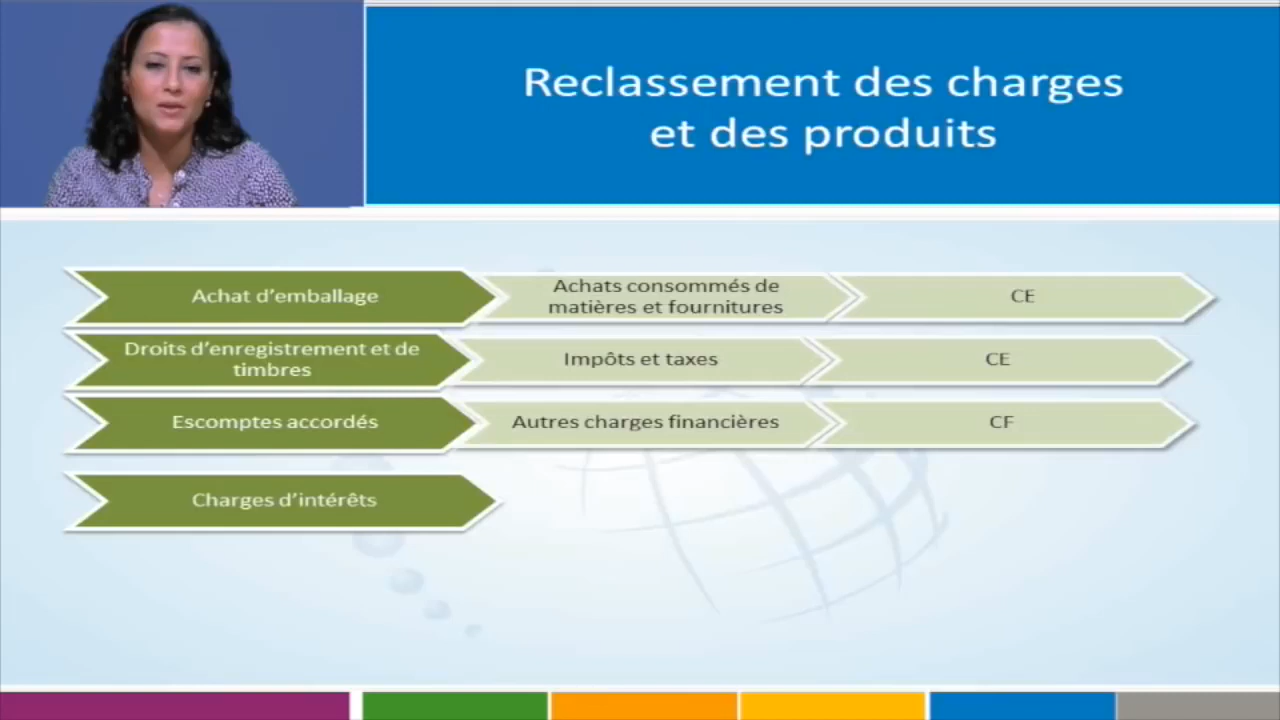 Reclassement des charges
et des produits
Achat d’emballage
Achats consommés de
matières et fournitures
CE
Droits d’enregistrement et de
timbres
Impôts et taxes
CE
Escomptes accordés
Autres charges financières
CF
Charges d’intérêts